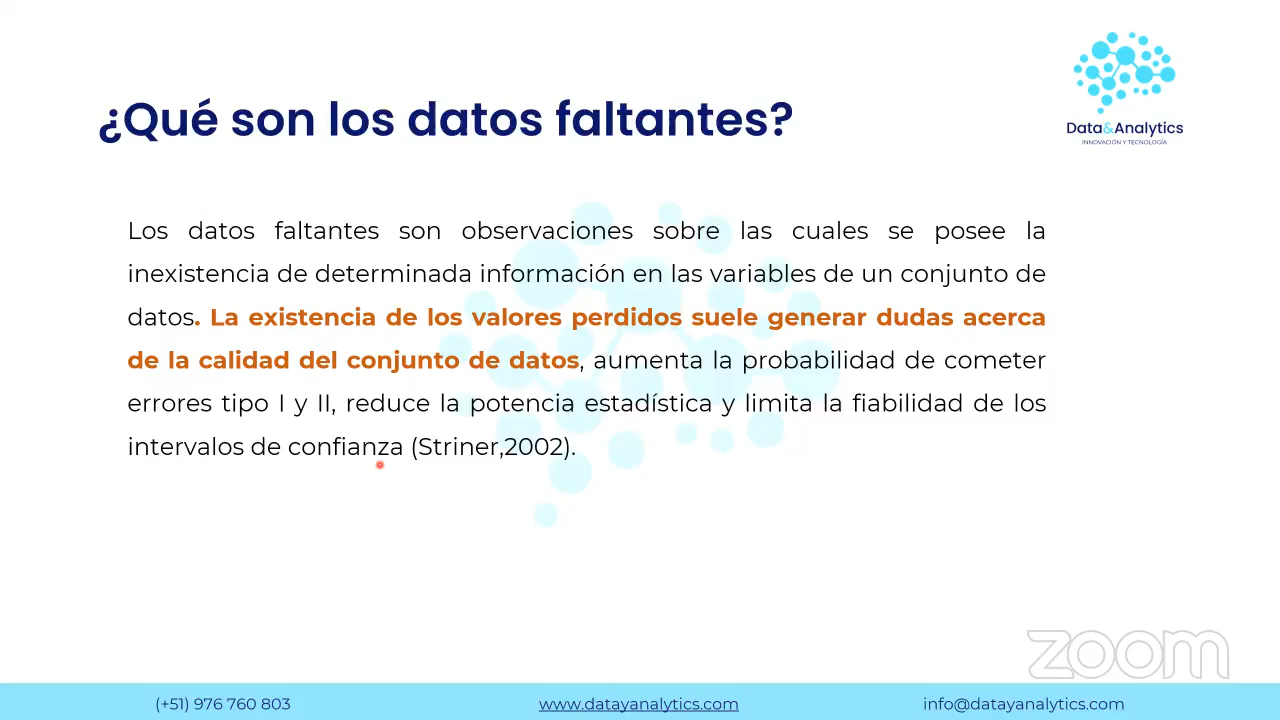 ¿Qué son los datos faltantes?
Data&Analytics
INNOVACIÓN Y TECNOLOGÍA
Los datos faltantes son observaciones sobre las cuales se posee la
inexistencia de determinada información en las variables de un conjunto de
datos. La existencia de los valores perdidos suele generar dudas acerca
de la calidad del conjunto de datos, aumenta la probabilidad de cometer
errores tipo I y II, reduce la potencia estadística y limita la fiabilidad de los
intervalos de confianza (Striner,2002).
zoom
(+51) 976 760 803
www.datayanalytics.com
info@datayanalytics.com